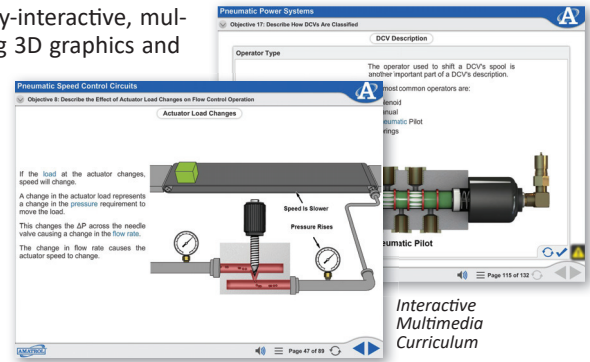 y-interactive, mul-
g 3D graphics and
Pneumatic Power Systems
Objective 17: Describe How DCVs Are Classified
DCV Description
Operator Type
The operator used to shift a DCV's spool is
another important part of a DCV's description.
most common operators are:
lenoid
anual
eumatic Pilot
rings
eumatic Pilot
Page 115 of 132
Pneumatic Speed Control Circuits
Objective 8: Describe the Effect of Actuator Load Changes on Flow Control Operation
Actuator Load Changes
If the load at the actuator changes,
speed will change.
A change in the actuator load represents
a change in the pressure requirement to
move the load.
This changes the ΔP across the needle
valve causing a change in the flow rate.
The change in flow rate causes the
actuator speed to change.
Speed Is Slower
Pressure Rises
AMATROL
Page 47 of 89
Interactive
Multimedia
Curriculum